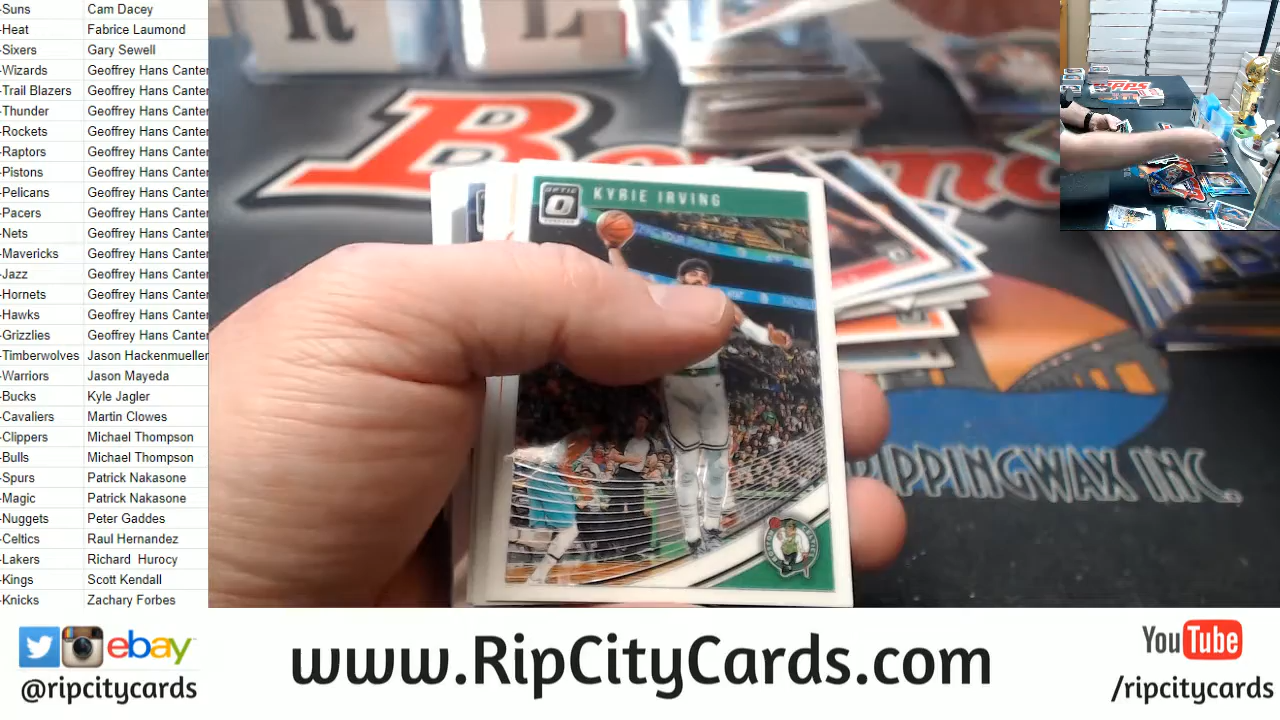 -Suns Cam Dacey
-Heat Fabrice Laumond
-Sixers Gary Sewell
-Wizards Geoffrey Hans Canter
-Trail Blazers Geoffrey Hans Canter
-Thunder Geoffrey Hans Canter
-Rockets Geoffrey Hans Canter
-Raptors Geoffrey Hans Canter
-Pistons Geoffrey Hans Canter
-Pelicans Geoffrey Hans Canter
-Pacers Geoffrey Hans Canter
-Nets Geoffrey Hans Canter
-Mavericks Geoffrey Hans Canter
-Jazz Geoffrey Hans Canter
-Hornets Geoffrey Hans Canter
-Hawks Geoffrey Hans Canter
-Grizzlies Geoffrey Hans Canter
-Timberwolves Jason Hackenmueller
-Warriors Jason Mayeda
-Bucks Kyle Jagler
-Cavaliers Martin Clowes
-Clippers Michael Thompson
-Bulls Michael Thompson
-Spurs Patrick Nakasone
-Magic Patrick Nakasone
-Nuggets Peter Gaddes
-Celtics Raul Hernandez
-Lakers Richard Hurocy
-Kings Scott Kendall
-Knicks Zachary Forbes
R L
OPTIC
KYRIE IRVING
RIPPINGWAX INC.
TOPPS
ebay
@ripcitycards
www.RipCityCards.com
YouTube
/ripcitycards